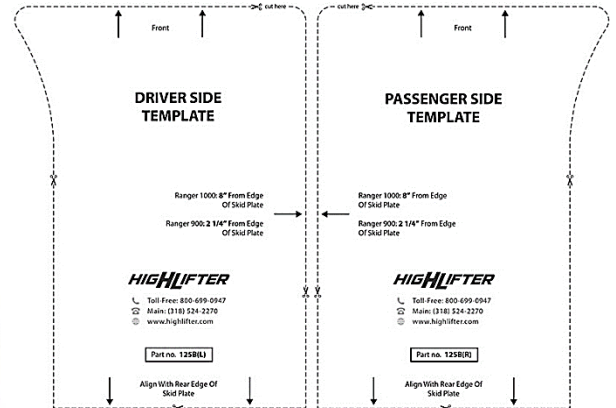 cut here
Front
DRIVER SIDE
TEMPLATE
Ranger 1000: 8" From Edge
Of Skid Plate
Ranger 900: 2 1/4" From Edge
Of Skid Plate
HIGHLIFTER
Toll-Free: 800-699-0947
Main: (318) 524-2270
www.highlifter.com
Part no. 125B(L)
Align With Rear Edge Of
Skid Plate
cut here
Front
PASSENGER SIDE
TEMPLATE
Ranger 1000: 8" From Edge
Of Skid Plate
Ranger 900: 2 1/4" From Edge
Of Skid Plate
HIGHLIFTER
Toll-Free: 800-699-0947
Main: (318) 524-2270
www.highlifter.com
Part no. 125B(R)
Align With Rear Edge Of
Skid Plate